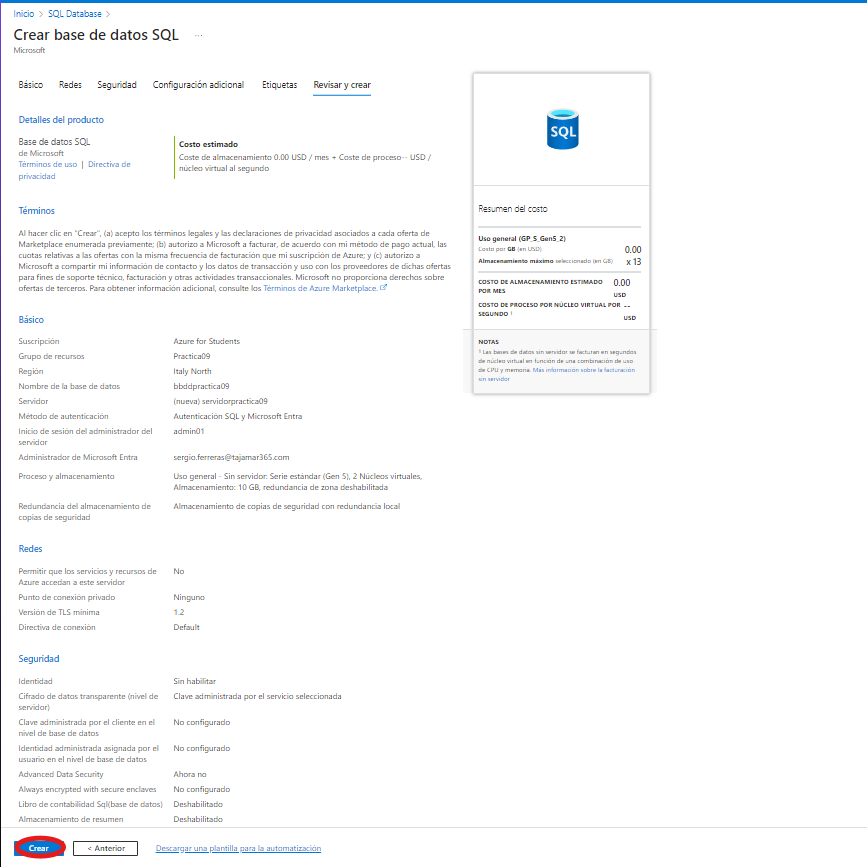 Inicio > SQL Database >
Crear base de datos SQL ...
Microsoft
Básico Redes Seguridad Configuración adicional Etiquetas Revisar y crear
Detalles del producto
Base de datos SQL
de Microsoft
Términos de uso | Directiva de
privacidad
Costo estimado
Coste de almacenamiento 0.00 USD / mes + Coste de proceso-- USD /
núcleo virtual al segundo
Términos
Al hacer clic en "Crear", (a) acepto los términos legales y las declaraciones de privacidad asociados a cada oferta de
Marketplace enumerada previamente; (b) autorizo a Microsoft a facturar, de acuerdo con mi método de pago actual, las
cuotas relativas a las ofertas con la misma frecuencia de facturación que mi suscripción de Azure; y (c) autorizo a
Microsoft a compartir mi información de contacto y los datos de transacción y uso con los proveedores de dichas ofertas
para fines de soporte técnico, facturación y otras actividades transaccionales. Microsoft no proporciona derechos sobre
ofertas de terceros. Para obtener información adicional, consulte los Términos de Azure Marketplace.
Básico
Suscripción Azure for Students
Grupo de recursos Practica09
Región Italy North
Nombre de la base de datos bbddpractica09
Servidor (nueva) servidorpractica09
Método de autenticación Autenticación SQL y Microsoft Entra
Inicio de sesión del administrador del admin01
servidor
Administrador de Microsoft Entra sergio.ferreras@tajamar365.com
Proceso y almacenamiento Uso general - Sin servidor: Serie estándar (Gen 5), 2 Núcleos virtuales,
Almacenamiento: 10 GB, redundancia de zona deshabilitada
Redundancia del almacenamiento de Almacenamiento de copias de seguridad con redundancia local
copias de seguridad
Redes
Permitir que los servicios y recursos de No
Azure accedan a este servidor
Punto de conexión privado Ninguno
Versión de TLS mínima 1.2
Directiva de conexión Default
Seguridad
Identidad Sin habilitar
Cifrado de datos transparente (nivel de Clave administrada por el servicio seleccionada
servidor)
Clave administrada por el cliente en el No configurado
nivel de base de datos
Identidad administrada asignada por el No configurado
usuario en el nivel de base de datos
Advanced Data Security Ahora no
Always encrypted with secure enclaves No configurado
Libro de contabilidad Sql(base de datos) Deshabilitado
Almacenamiento de resumen Deshabilitado
SQL
Resumen del costo
Uso general (GP_S_Gen5_2)
Costo por GB (en USD) 0.00
Almacenamiento máximo seleccionado (en GB) x 13
COSTO DE ALMACENAMIENTO ESTIMADO 0.00
POR MES USD
COSTO DE PROCESO POR NÚCLEO VIRTUAL POR --
SEGUNDO ¹ USD
NOTAS
¹ Las bases de datos sin servidor se facturan en segundos
de núcleo virtual en función de una combinación de uso
de CPU y memoria. Más información sobre la facturación
sin servidor
Crear < Anterior Descargar una plantilla para la automatización